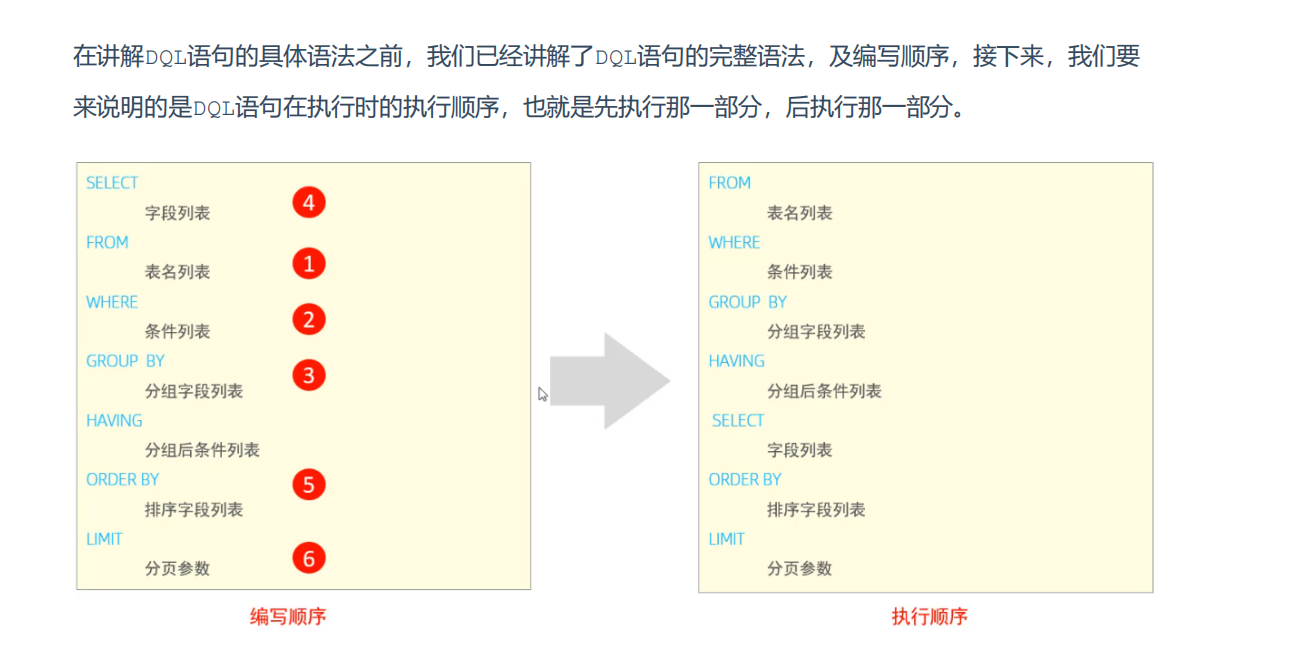 在讲解DQL语句的具体语法之前，我们已经讲解了DQL语句的完整语法，及编写顺序，接下来，我们要
来说明的是DQL语句在执行时的执行顺序，也就是先执行那一部分，后执行那一部分。
SELECT
字段列表
4
FROM
表名列表
1
WHERE
条件列表
2
GROUP BY
分组字段列表
3
HAVING
分组后条件列表
ORDER BY
排序字段列表
5
LIMIT
分页参数
6
编写顺序
FROM
表名列表
WHERE
条件列表
GROUP BY
分组字段列表
HAVING
分组后条件列表
SELECT
字段列表
ORDER BY
排序字段列表
LIMIT
分页参数
执行顺序